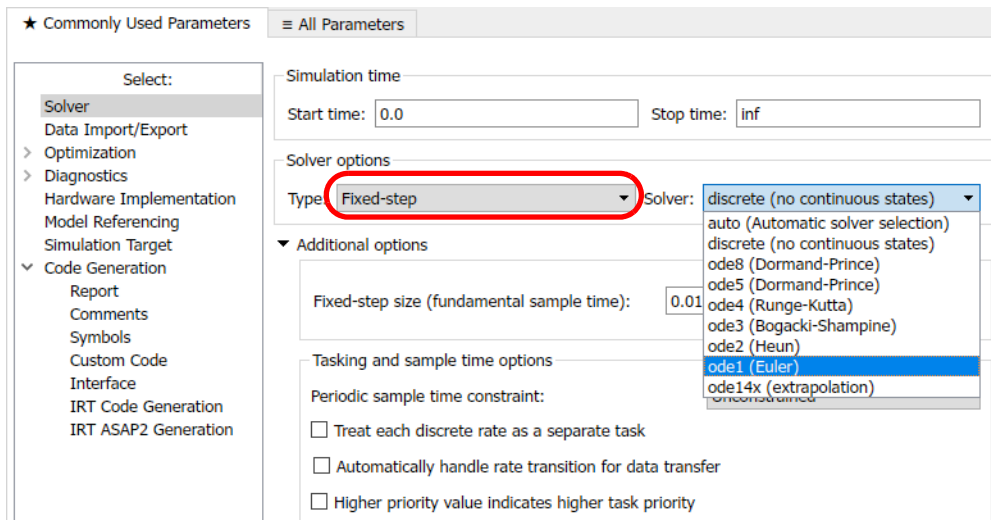 ★ Commonly Used Parameters
≡ All Parameters
Select:
Solver
Data Import/Export
Optimization
Diagnostics
Hardware Implementation
Model Referencing
Simulation Target
Code Generation
Report
Comments
Symbols
Custom Code
Interface
IRT Code Generation
IRT ASAP2 Generation
Simulation time
Start time: 0.0 Stop time: inf
Solver options
Type: Fixed-step Solver: discrete (no continuous states)
auto (Automatic solver selection)
discrete (no continuous states)
ode8 (Dormand-Prince)
ode5 (Dormand-Prince)
ode4 (Runge-Kutta)
ode3 (Bogacki-Shampine)
ode2 (Heun)
ode1 (Euler)
ode14x (extrapolation)
Additional options
Fixed-step size (fundamental sample time): 0.01
Tasking and sample time options
Periodic sample time constraint: Unconstrained
Treat each discrete rate as a separate task
Automatically handle rate transition for data transfer
Higher priority value indicates higher task priority